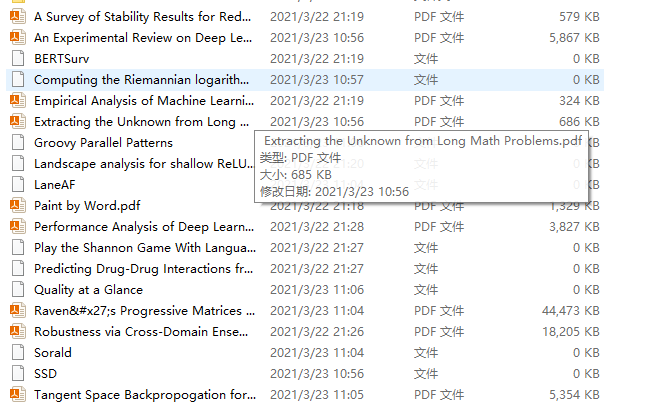 A Survey of Stability Results for Red... 2021/3/22 21:19 PDF 文件 579 KB
An Experimental Review on Deep Le... 2021/3/23 10:56 PDF 文件 5,867 KB
BERTSurv 2021/3/22 21:19 文件 0 KB
Computing the Riemannian logarith... 2021/3/23 10:57 文件 0 KB
Empirical Analysis of Machine Learni... 2021/3/22 21:19 PDF 文件 324 KB
Extracting the Unknown from Long ... 2021/3/23 10:56 PDF 文件 686 KB
Groovy Parallel Patterns
Extracting the Unknown from Long Math Problems.pdf
类型: PDF 文件
大小: 685 KB
修改日期: 2021/3/23 10:56
Landscape analysis for shallow ReLU... 0 KB
LaneAF
Paint by Word.pdf 2021/3/22 21:18 PDF 文件 1,329 KB
Performance Analysis of Deep Learn... 2021/3/22 21:28 PDF 文件 3,827 KB
Play the Shannon Game With Langua... 2021/3/22 21:27 文件 0 KB
Predicting Drug-Drug Interactions fr... 2021/3/22 21:27 文件 0 KB
Quality at a Glance 2021/3/23 11:06 文件 0 KB
Raven&#x27;s Progressive Matrices ... 2021/3/23 11:04 PDF 文件 44,473 KB
Robustness via Cross-Domain Ense... 2021/3/22 21:26 PDF 文件 18,205 KB
Sorald 2021/3/23 11:04 文件 0 KB
SSD 2021/3/23 10:56 文件 0 KB
Tangent Space Backpropogation for... 2021/3/23 11:05 PDF 文件 5,354 KB